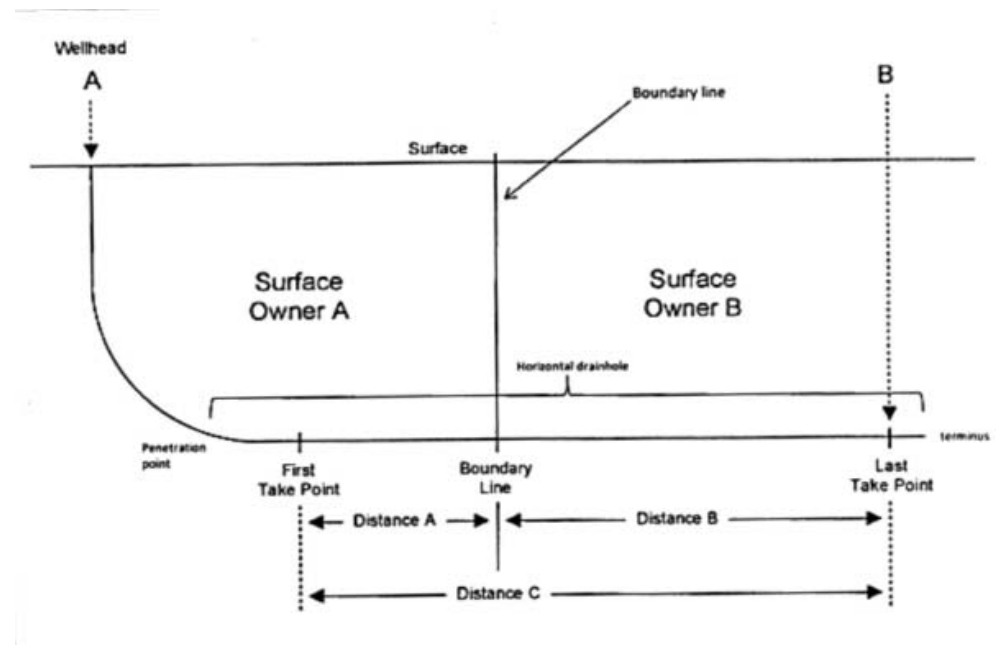 Wellhead
A
B
Boundary line
Surface
Surface
Owner A
Surface
Owner B
Horizontal drainhole
Penetration
point
terminus
First
Take Point
Boundary
Line
Last
Take Point
Distance A
Distance B
Distance C